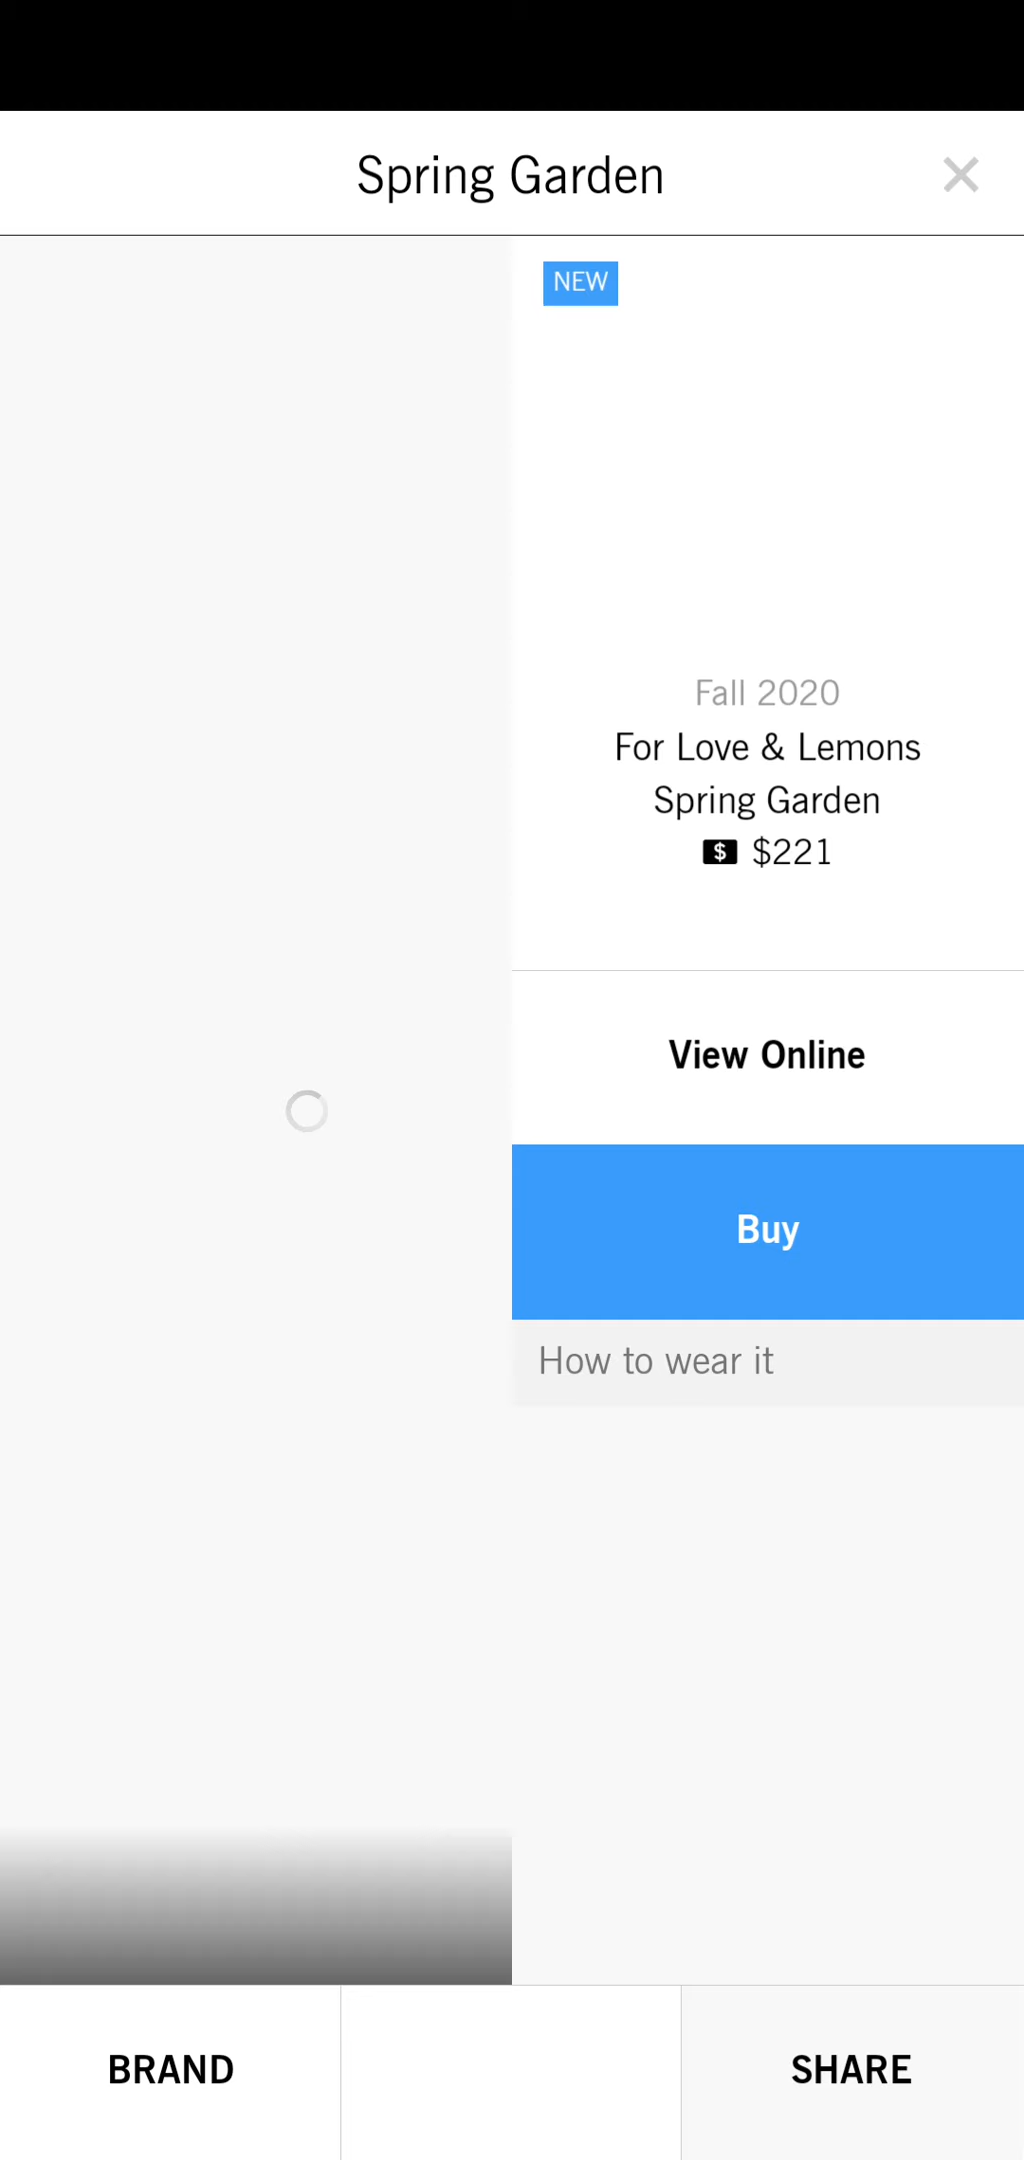 Spring Garden
NEW
Fall 2020
For Love & Lemons
Spring Garden
$ $221
View Online
Buy
How to wear it
BRAND
SHARE